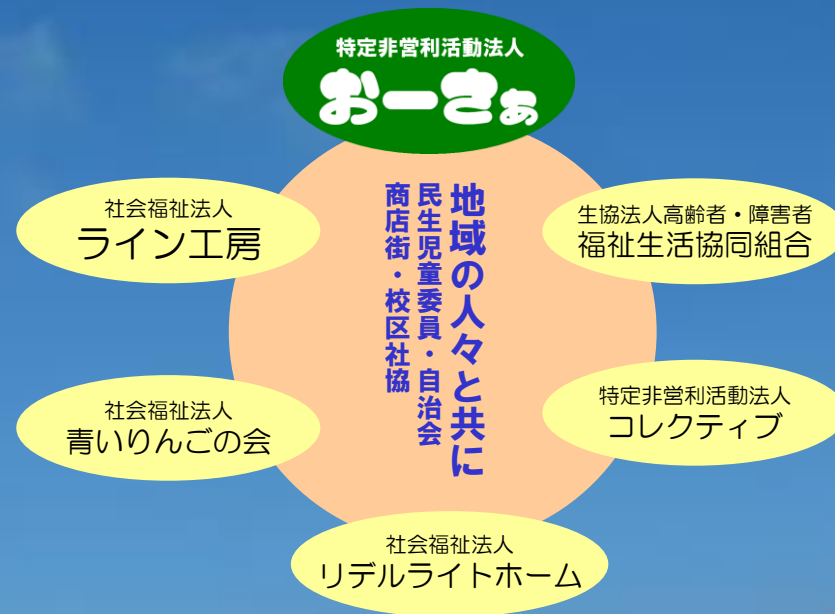 特定非営利活動法人
おーさぁ
社会福祉法人
ライン工房
生協法人高齢者・障害者
福祉生活協同組合
地域の人々と共に
民生児童委員・自治会
商店街・校区社協
社会福祉法人
青いりんごの会
特定非営利活動法人
コレクティブ
社会福祉法人
リデルライトホーム